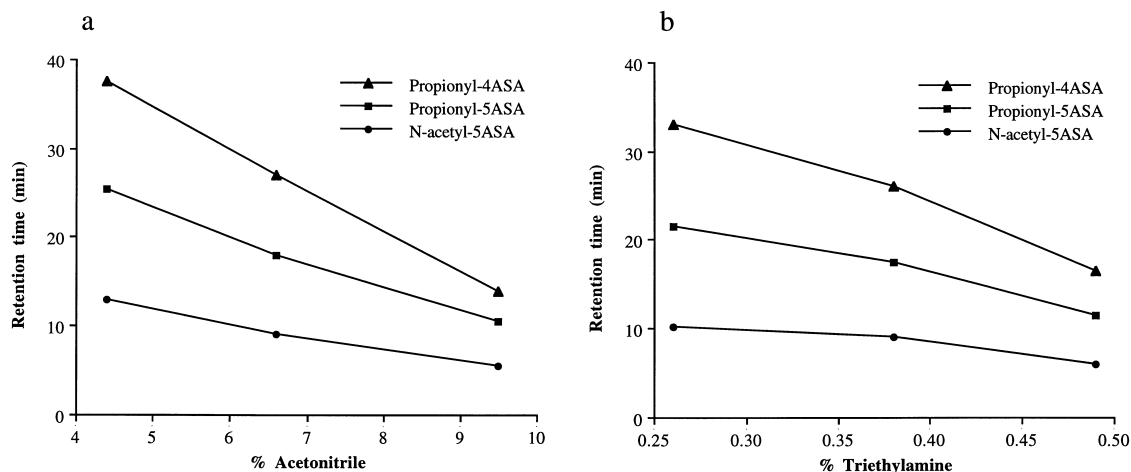 a
40
30
20
10
0
Retention time (min)
Propionyl-4ASA
Propionyl-5ASA
N-acetyl-5ASA
4 5 6 7 8 9 10
% Acetonitrile
b
40
30
20
10
0
Retention time (min)
Propionyl-4ASA
Propionyl-5ASA
N-acetyl-5ASA
0.25 0.30 0.35 0.40 0.45 0.50
% Triethylamine